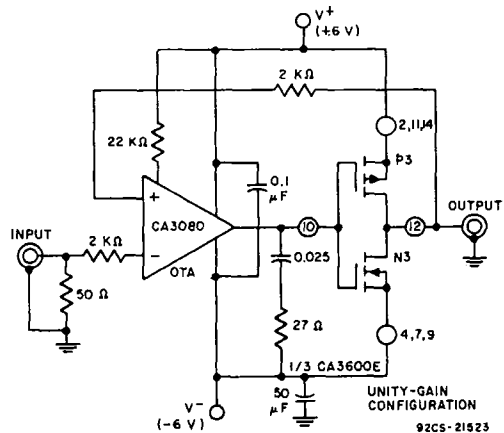 V+
(+6 V)
2 KΩ
2,11,14
22 KΩ
P3
0.1
μF
+
CA3080
OTA
-
INPUT
2 KΩ
50 Ω
10
12
OUTPUT
0.025
N3
27 Ω
4,7,9
1/3 CA3600E
50
μF
V-
(-6 V)
UNITY-GAIN
CONFIGURATION
92CS-21523